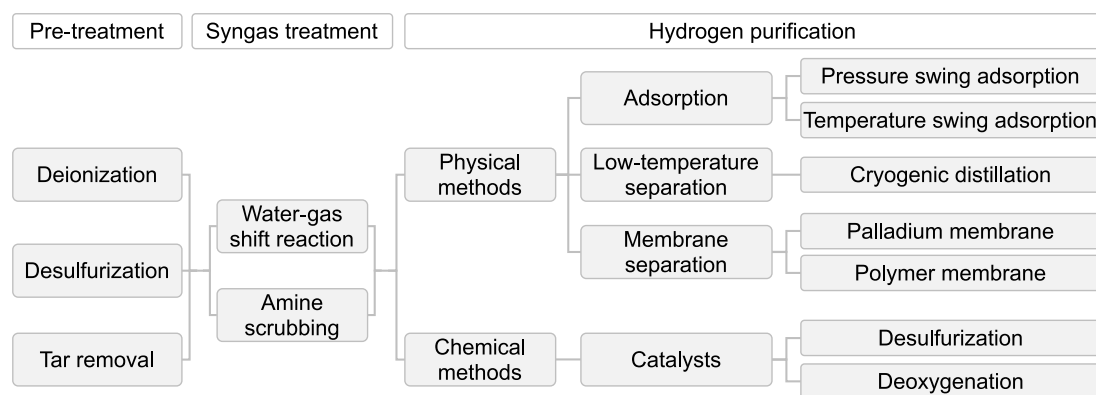 Pre-treatment
Syngas treatment
Hydrogen purification
Deionization
Desulfurization
Tar removal
Water-gas
shift reaction
Amine
scrubbing
Physical
methods
Chemical
methods
Adsorption
Low-temperature
separation
Membrane
separation
Catalysts
Pressure swing adsorption
Temperature swing adsorption
Cryogenic distillation
Palladium membrane
Polymer membrane
Desulfurization
Deoxygenation